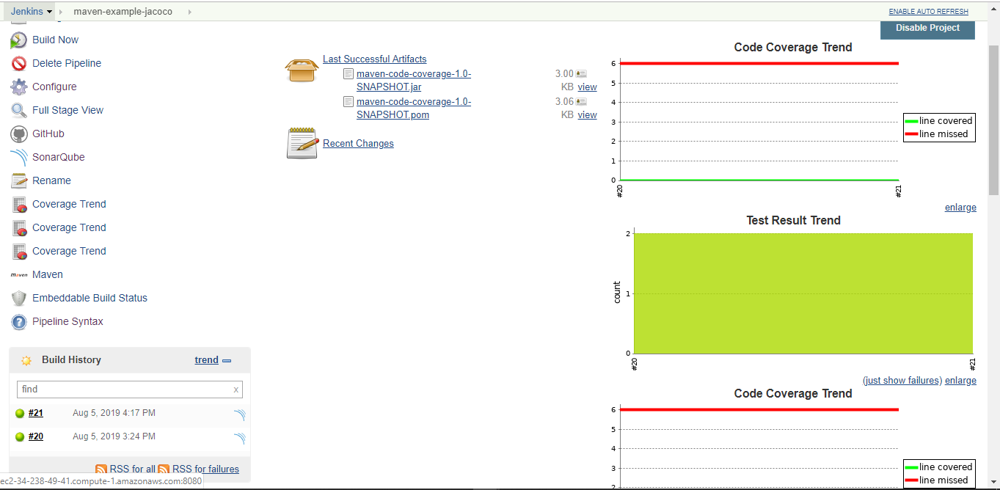 Jenkins
maven-example-jacoco
ENABLE AUTO REFRESH
Build Now
Delete Pipeline
Configure
Full Stage View
GitHub
SonarQube
Rename
Coverage Trend
Coverage Trend
Coverage Trend
Maven
Maven
Embeddable Build Status
Pipeline Syntax
Build History
trend
find
x
#21
Aug 5, 2019 4:17 PM
#20
Aug 5, 2019 3:24 PM
RSS for all RSS for failures
ec2-34-238-49-41.compute-1.amazonaws.com:8080
Last Successful Artifacts
maven-code-coverage-1.0-
SNAPSHOT.jar
3.00
KB view
maven-code-coverage-1.0-
SNAPSHOT.pom
3.06
KB view
Recent Changes
Disable Project
Code Coverage Trend
6
5
4
3
2
1
0
#20
#21
line covered
line missed
enlarge
Test Result Trend
count
2
1
0
#20
#21
(just show failures) enlarge
Code Coverage Trend
6
5
4
3
2
line covered
line missed